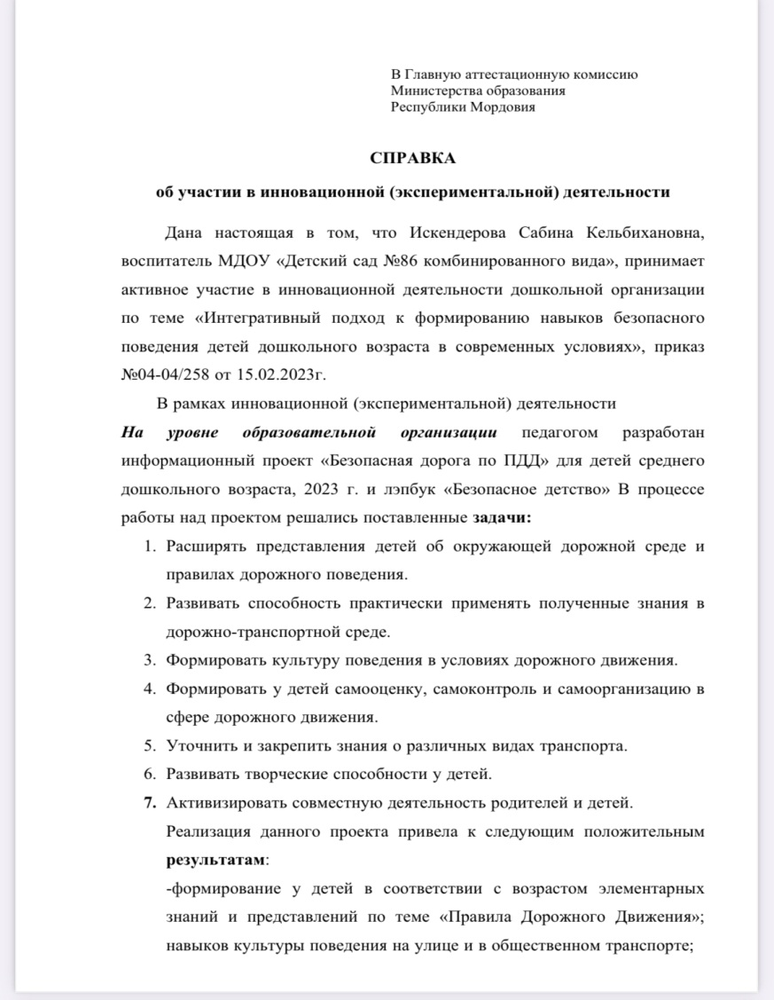 В Главную аттестационную комиссию
Министерства образования
Республики Мордовия
СПРАВКА
об участии в инновационной (экспериментальной) деятельности
Дана настоящая в том, что Искендерова Сабина Кельбихановна,
воспитатель МДОУ «Детский сад №86 комбинированного вида», принимает
активное участие в инновационной деятельности дошкольной организации
по теме «Интегративный подход к формированию навыков безопасного
поведения детей дошкольного возраста в современных условиях», приказ
№04-04/258 от 15.02.2023г.
В рамках инновационной (экспериментальной) деятельности
На уровне образовательной организации педагогом разработан
информационный проект «Безопасная дорога по ПДД» для детей среднего
дошкольного возраста, 2023 г. и лэпбук «Безопасное детство» В процессе
работы над проектом решались поставленные задачи:
1. Расширять представления детей об окружающей дорожной среде и
правилах дорожного поведения.
2. Развивать способность практически применять полученные знания в
дорожно-транспортной среде.
3. Формировать культуру поведения в условиях дорожного движения.
4. Формировать у детей самооценку, самоконтроль и самоорганизацию в
сфере дорожного движения.
5. Уточнить и закрепить знания о различных видах транспорта.
6. Развивать творческие способности у детей.
7. Активизировать совместную деятельность родителей и детей.
Реализация данного проекта привела к следующим положительным
результатам:
-формирование у детей в соответствии с возрастом элементарных
знаний и представлений по теме «Правила Дорожного Движения»;
навыков культуры поведения на улице и в общественном транспорте;